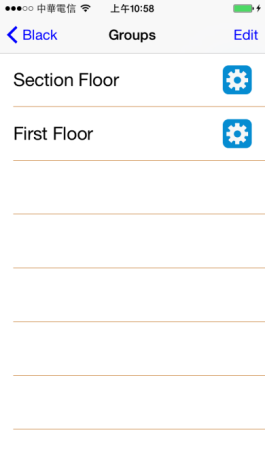 中華電信 上午10:58
Black Groups Edit
Section Floor
First Floor